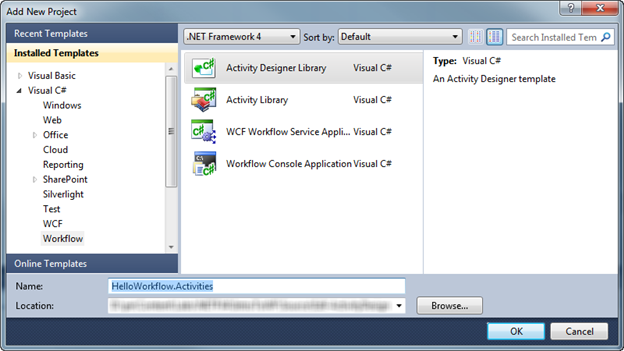 Add New Project
Recent Templates
Installed Templates
Visual Basic
Visual C#
Windows
Web
Office
Cloud
Reporting
SharePoint
Silverlight
Test
WCF
Workflow
Online Templates
.NET Framework 4 Sort by: Default Search Installed Tem
Activity Designer Library Visual C#
Activity Library Visual C#
WCF Workflow Service Appli... Visual C#
Workflow Console Application Visual C#
Type: Visual C#
An Activity Designer template
Name: HelloWorkflow.Activities
Location:
Browse...
OK Cancel